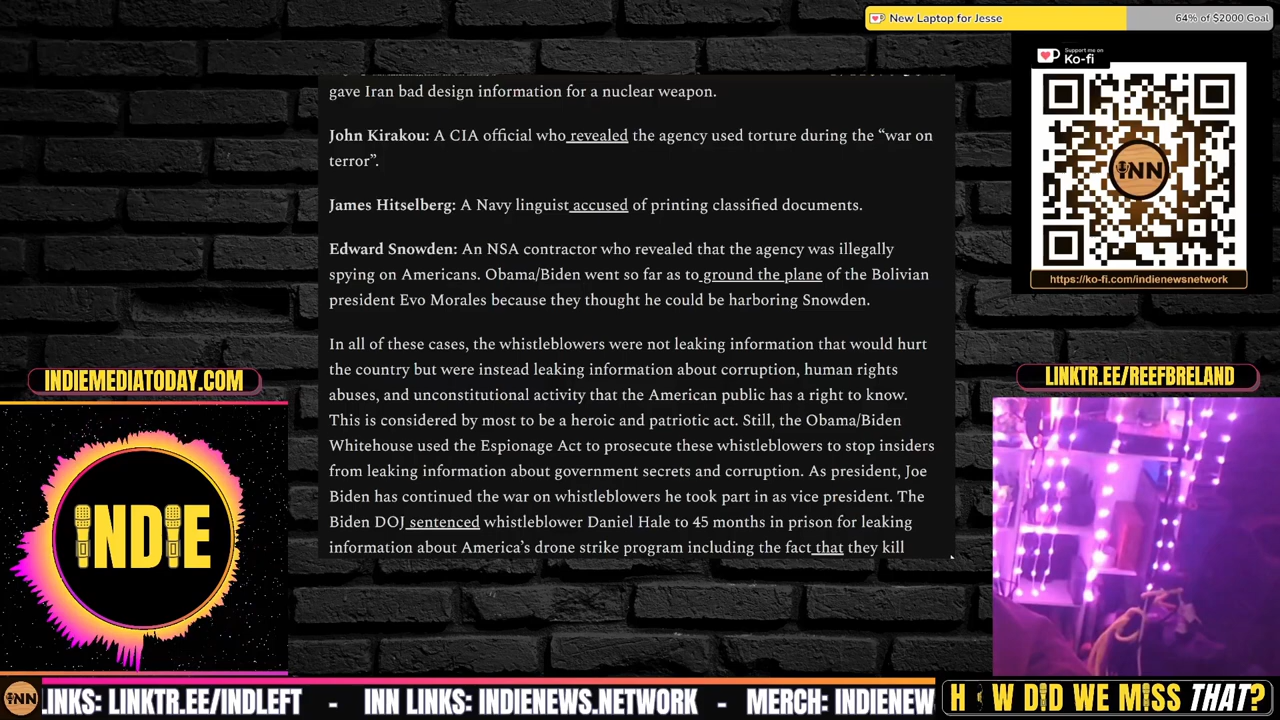 New Laptop for Jesse
64% of $2000 Goal
Support me on
Ko-fi
gave Iran bad design information for a nuclear weapon.
John Kirakou: A CIA official who revealed the agency used torture during the “war on
terror”.
James Hitselberg: A Navy linguist accused of printing classified documents.
Edward Snowden: An NSA contractor who revealed that the agency was illegally
spying on Americans. Obama/Biden went so far as to ground the plane of the Bolivian
president Evo Morales because they thought he could be harboring Snowden.
In all of these cases, the whistleblowers were not leaking information that would hurt
the country but were instead leaking information about corruption, human rights
abuses, and unconstitutional activity that the American public has a right to know.
This is considered by most to be a heroic and patriotic act. Still, the Obama/Biden
Whitehouse used the Espionage Act to prosecute these whistleblowers to stop insiders
from leaking information about government secrets and corruption. As president, Joe
Biden has continued the war on whistleblowers he took part in as vice president. The
Biden DOJ sentenced whistleblower Daniel Hale to 45 months in prison for leaking
information about America’s drone strike program including the fact that they kill
INN
https://ko-fi.com/indienewsnetwork
INDIEMEDIATODAY.COM
INDIE
LINKTR.EE/REEFBRELAND
INN
LINKS: LINKTR.EE/INDLEFT - INN LINKS: INDIENEWS.NETWORK - MERCH: INDIENEW
HOW DID WE MISS THAT?